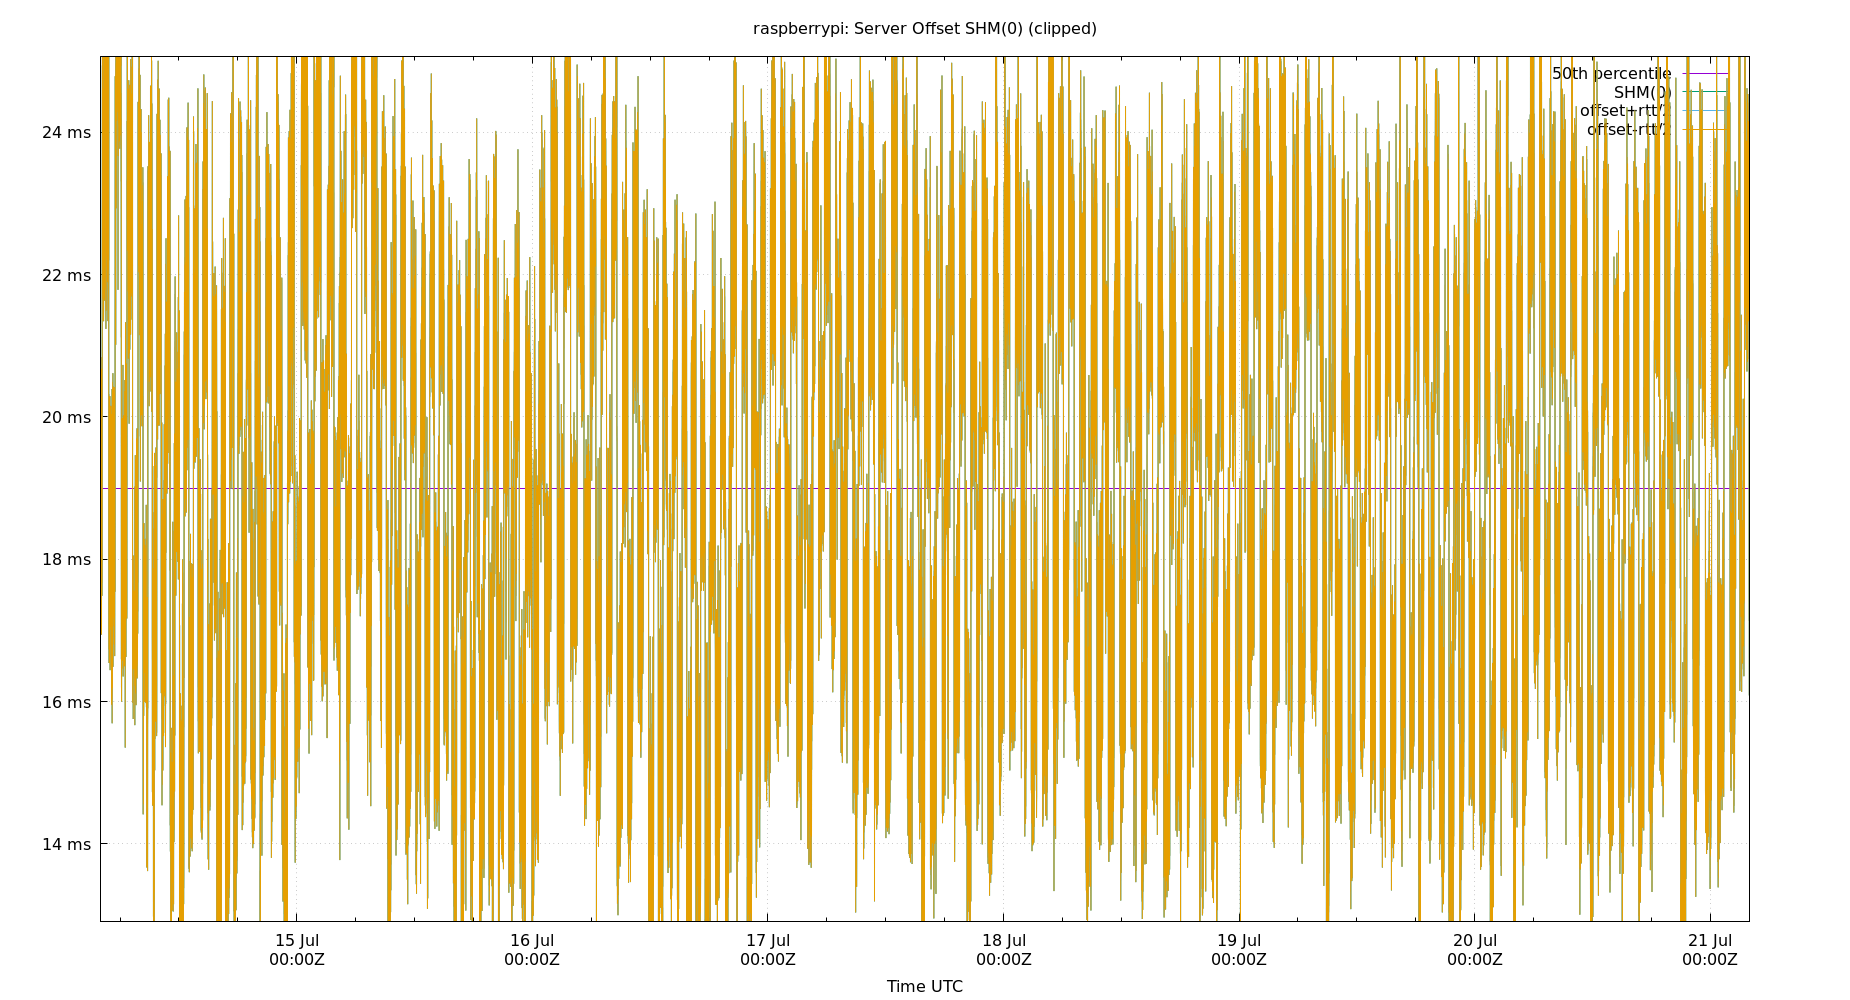 raspberrypi: Server Offset SHM(0) (clipped)
50th percentile
SHM(0)
offset+rtt/2
offset-rtt/2
24 ms
22 ms
20 ms
18 ms
16 ms
14 ms
15 Jul 16 Jul 17 Jul 18 Jul 19 Jul 20 Jul 21 Jul
00:00Z 00:00Z 00:00Z 00:00Z 00:00Z 00:00Z 00:00Z
Time UTC